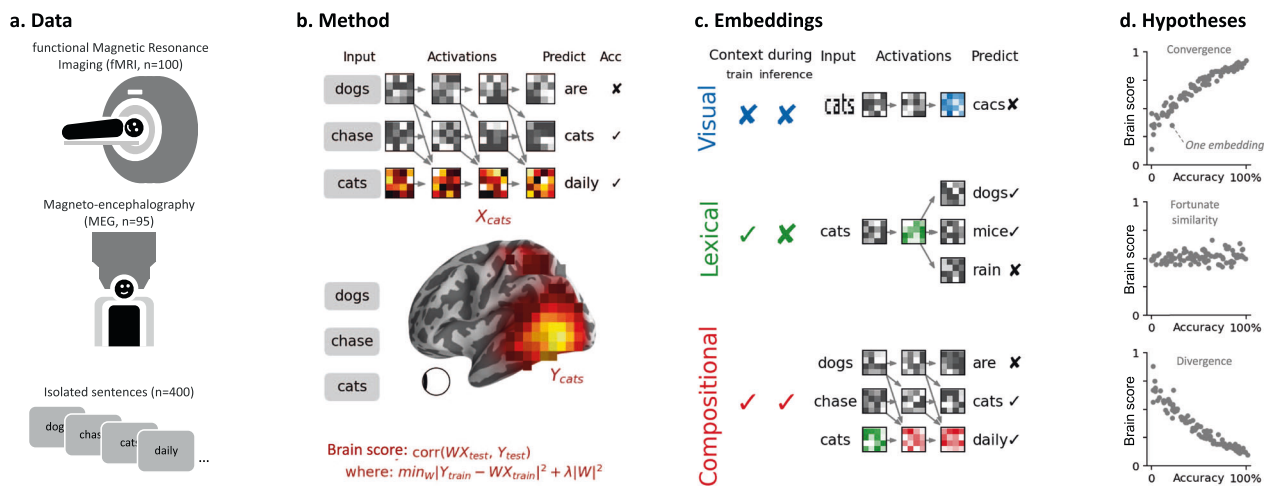 a. Data
functional Magnetic Resonance
Imaging (fMRI, n=100)
Magneto-encephalography
(MEG, n=95)
Isolated sentences (n=400)
dog
chas
cats
daily
...
b. Method
Input Activations Predict Acc
dogs are ✘
chase cats ✓
cats daily ✓
X_cats
dogs
chase
cats
Y_cats
Brain score: corr(WX_test, Y_test)
where: min_W|Y_train − WX_train|² + λ|W|²
c. Embeddings
Context during Input Activations Predict
train inference
Visual ✘ ✘ cats cacs ✘
Lexical ✓ ✘ cats
dogs ✓
mice ✓
rain ✘
Compositional ✓ ✓
dogs are ✘
chase cats ✓
cats daily ✓
d. Hypotheses
Convergence
1
Brain score
One embedding
0
0 Accuracy 100%
Fortunate
similarity
1
Brain score
0
0 Accuracy 100%
Divergence
1
Brain score
0
0 Accuracy 100%